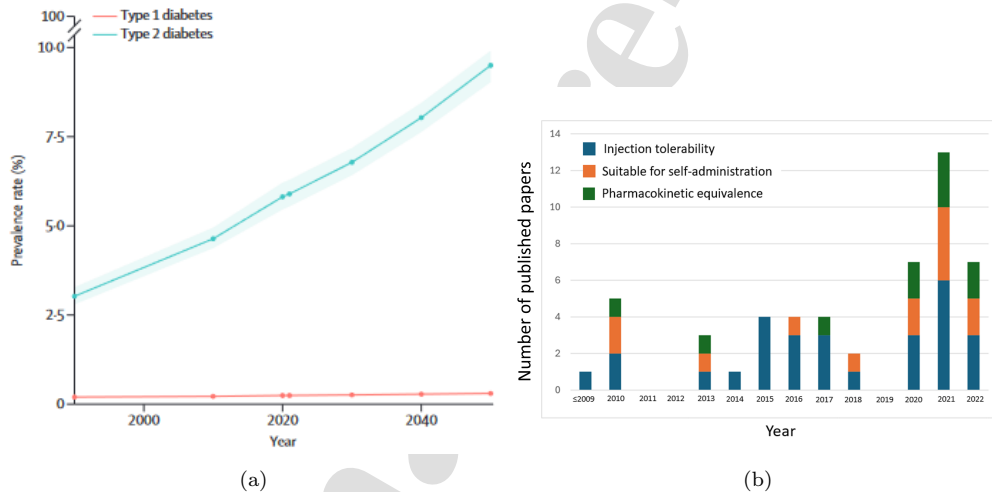 100
Type 1 diabetes
Type 2 diabetes
10·0
7·5
5·0
2·5
0
Prevalence rate (%)
2000
2020
2040
Year
(a)
14
12
10
8
6
4
2
0
Injection tolerability
Suitable for self-administration
Pharmacokinetic equivalence
Number of published papers
≤2009 2010 2011 2012 2013 2014 2015 2016 2017 2018 2019 2020 2021 2022
Year
(b)